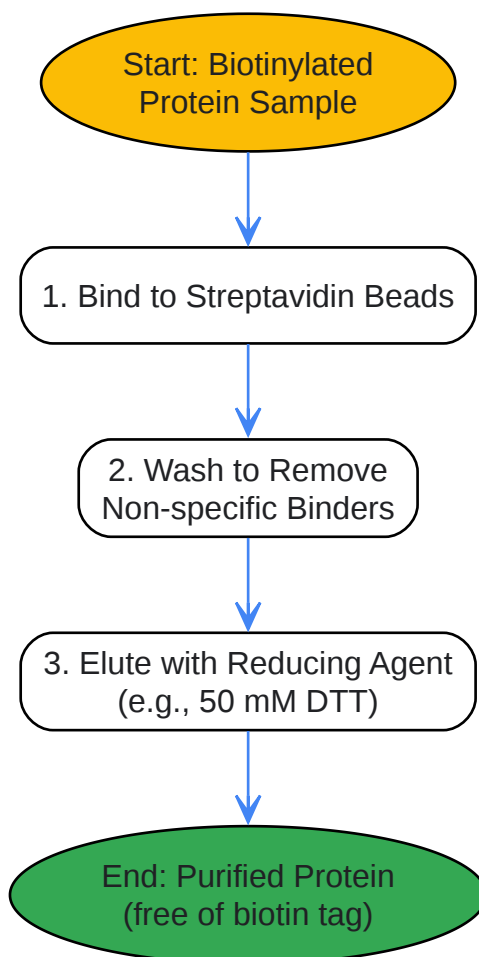 Start: Biotinylated
Protein Sample
1. Bind to Streptavidin Beads
2. Wash to Remove
Non-specific Binders
3. Elute with Reducing Agent
(e.g., 50 mM DTT)
End: Purified Protein
(free of biotin tag)